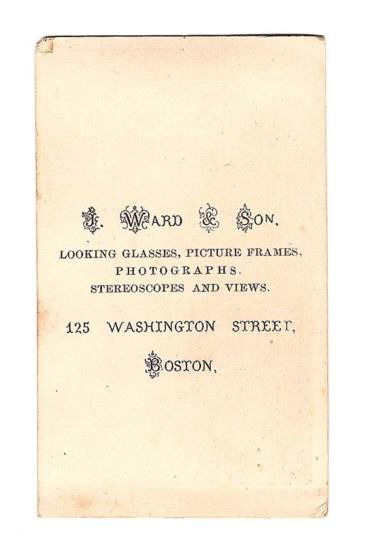 J. Ward & Son,
LOOKING GLASSES, PICTURE FRAMES,
PHOTOGRAPHS.
STEREOSCOPES AND VIEWS.
125 WASHINGTON STREET,
Boston,